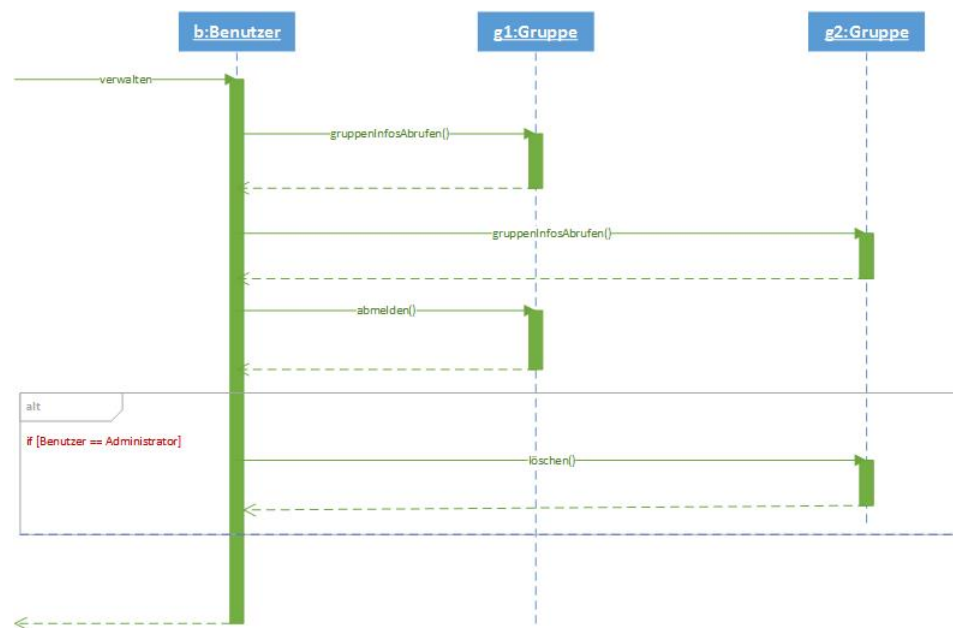 b:Benutzer
g1:Gruppe
g2:Gruppe
verwalten
gruppenInfosAbrufen()
gruppenInfosAbrufen()
abmelden()
alt
if [Benutzer == Administrator]
löschen()